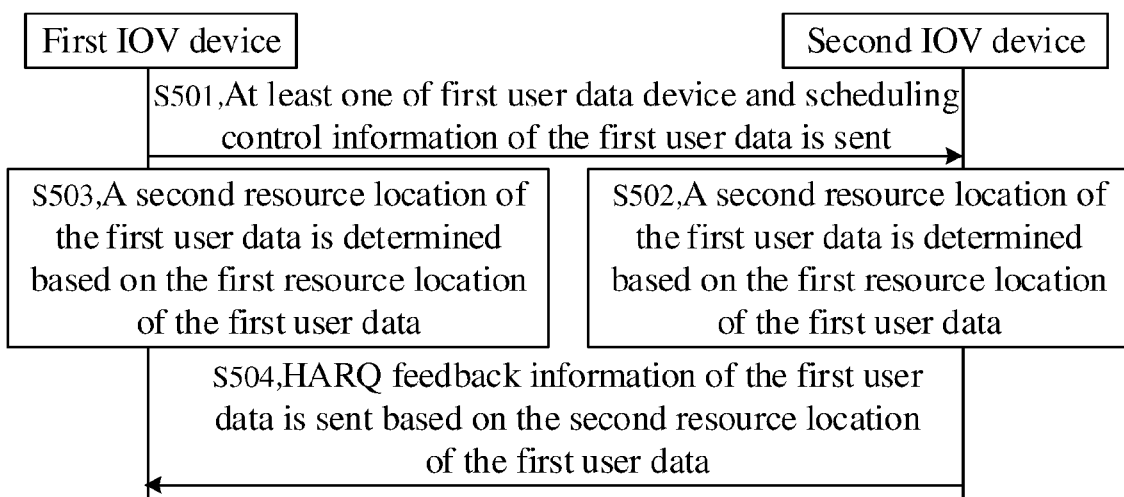 First IOV device
Second IOV device
S501,At least one of first user data device and scheduling
control information of the first user data is sent
S503,A second resource location of
the first user data is determined
based on the first resource location
of the first user data
S502,A second resource location of
the first user data is determined
based on the first resource location
of the first user data
S504,HARQ feedback information of the first user
data is sent based on the second resource location
of the first user data